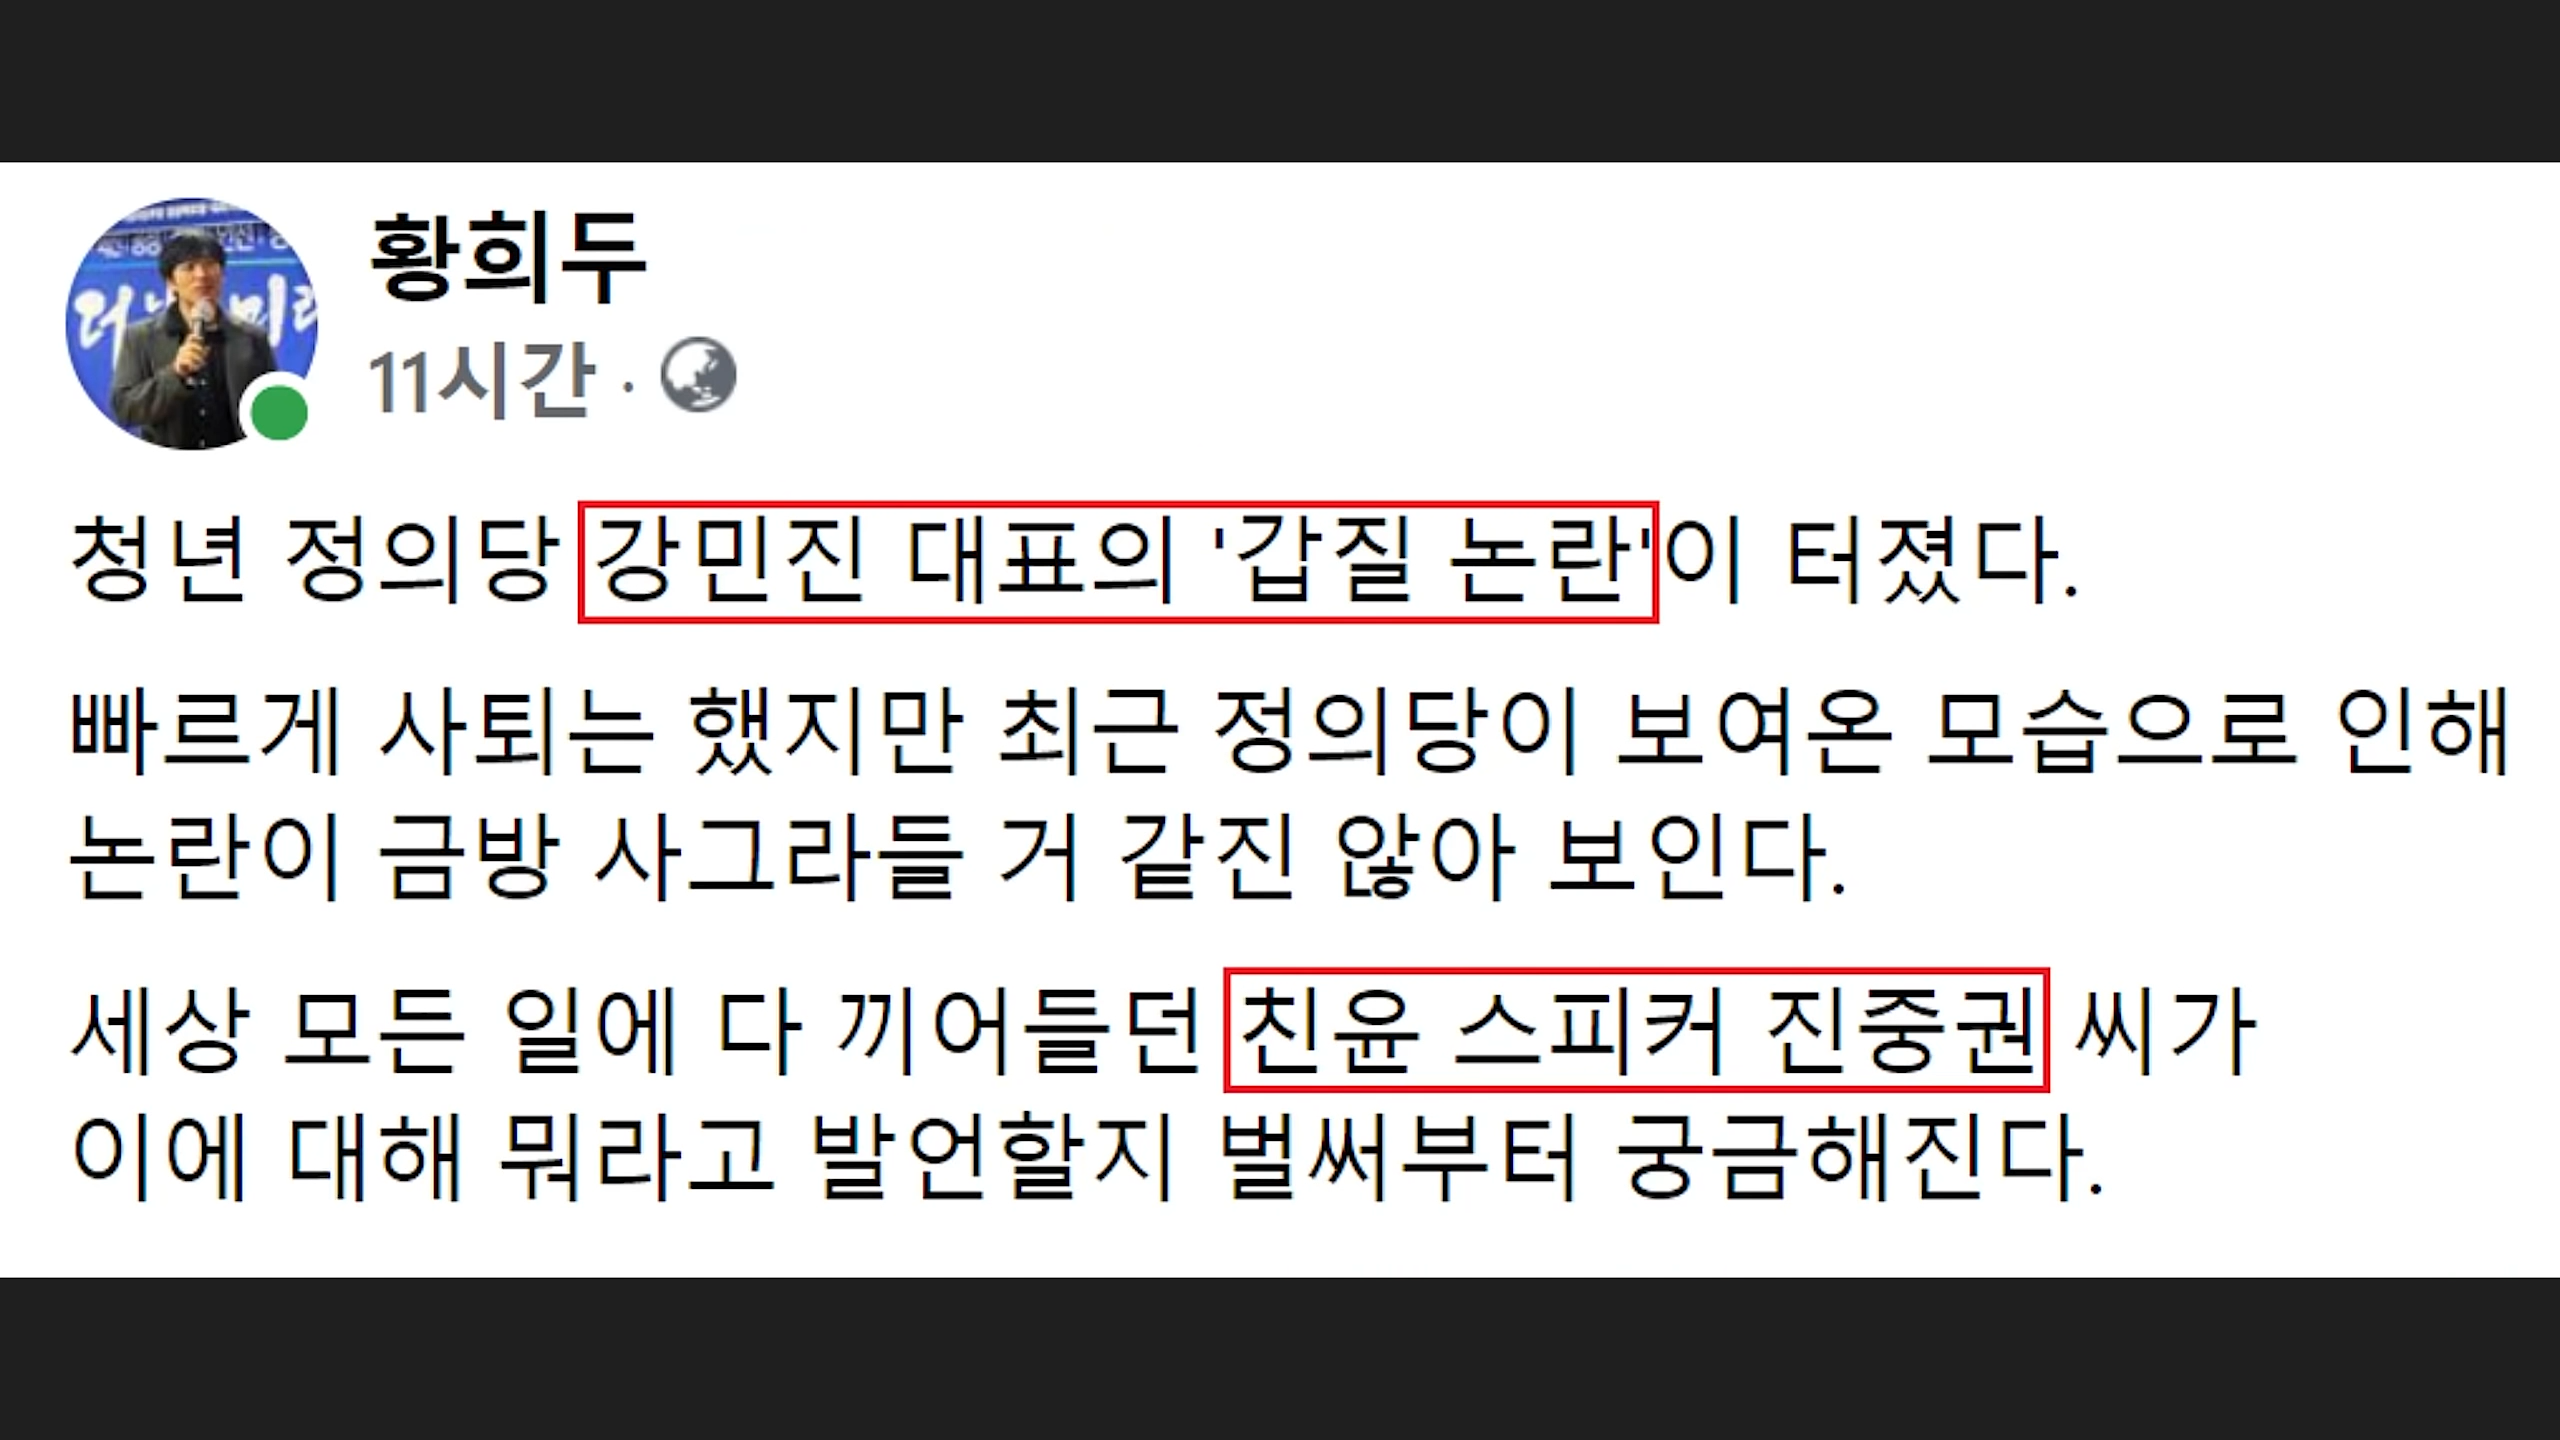 황희두
11시간 ·
청년 정의당 강민진 대표의 '갑질 논란'이 터졌다.
빠르게 사퇴는 했지만 최근 정의당이 보여온 모습으로 인해
논란이 금방 사그라들 거 같진 않아 보인다.
세상 모든 일에 다 끼어들던 친윤 스피커 진중권 씨가
이에 대해 뭐라고 발언할지 벌써부터 궁금해진다.